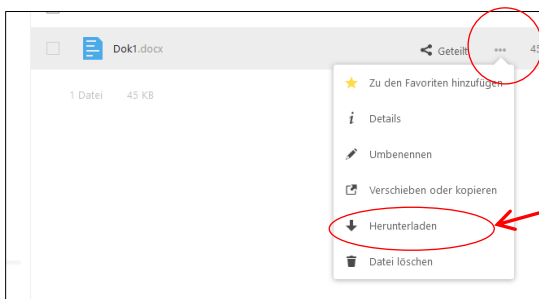 Dok1.docx Geteilt ••• 45
1 Datei 45 KB
Zu den Favoriten hinzufügen
Details
Umbenennen
Verschieben oder kopieren
Herunterladen
Datei löschen